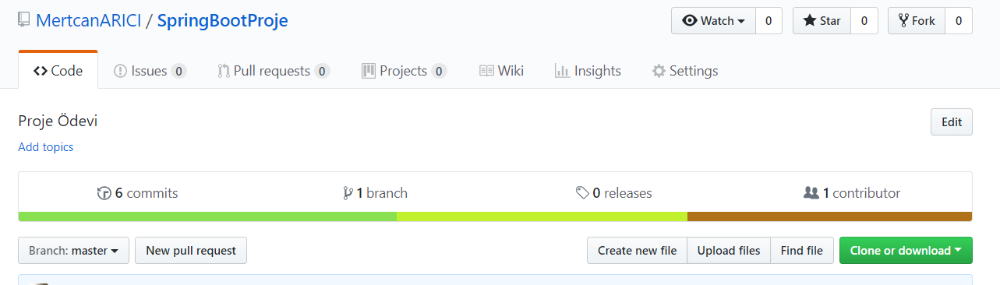 MertcanARICI / SpringBootProje
Watch 0 Star 0 Fork 0
Code Issues 0 Pull requests 0 Projects 0 Wiki Insights Settings
Proje Ödevi
Edit
Add topics
6 commits 1 branch 0 releases 1 contributor
Branch: master New pull request Create new file Upload files Find file Clone or download